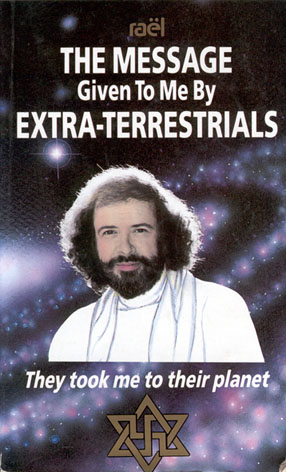 raël
THE MESSAGE
Given To Me By
EXTRA-TERRESTRIALS
They took me to their planet